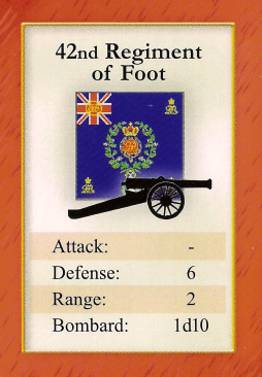 42nd Regiment
of Foot
Attack: -
Defense: 6
Range: 2
Bombard: 1d10